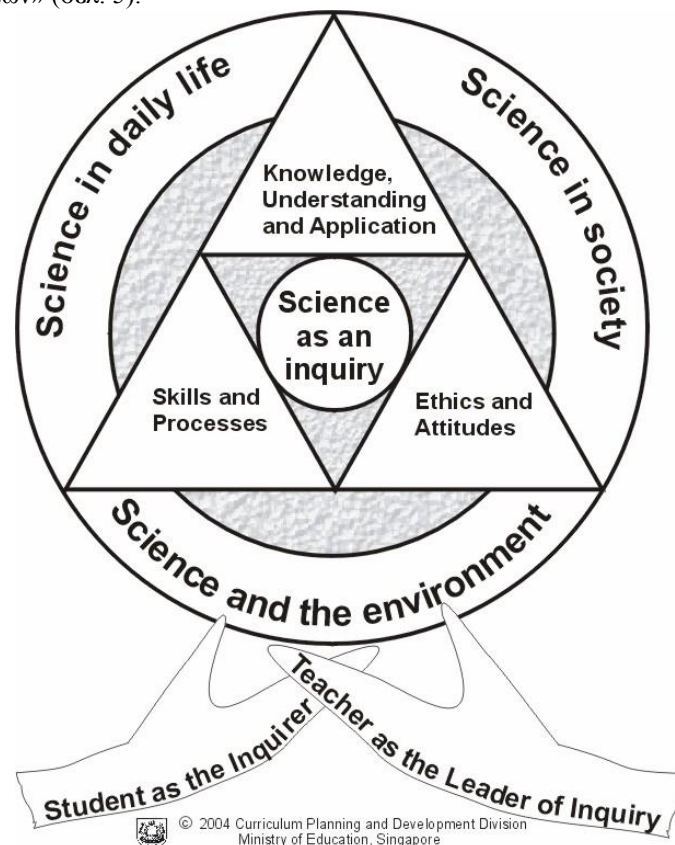 (σελ. 5).
Science in daily life
Science in society
Knowledge,
Understanding
and Application
Science
as an
inquiry
Skills and
Processes
Ethics and
Attitudes
Science and the environment
Student as the Inquirer
Teacher as the Leader of Inquiry
© 2004 Curriculum Planning and Development Division
Ministry of Education, Singapore